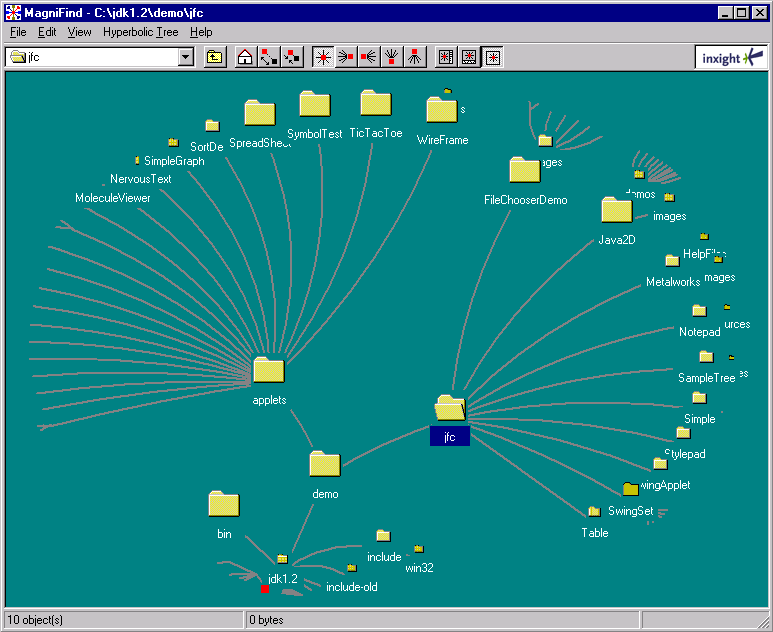 MagniFind - C:\jdk1.2\demo\jfc
File Edit View Hyperbolic Tree Help
jfc
inxight
SymbolTest TicTacToe
SpreadShee
WireFrame
s
SortDe
SimpleGraph
ages
NervousText
MoleculeViewer
FileChooserDemo
demos
images
Java2D
HelpFiles
Metalworks
mages
Notepad
urces
SampleTree
es
Simple
Stylepad
wingApplet
SwingSet
Table
applets
jfc
demo
bin
include
win32
jdk1.2
include-old
10 object(s)
0 bytes